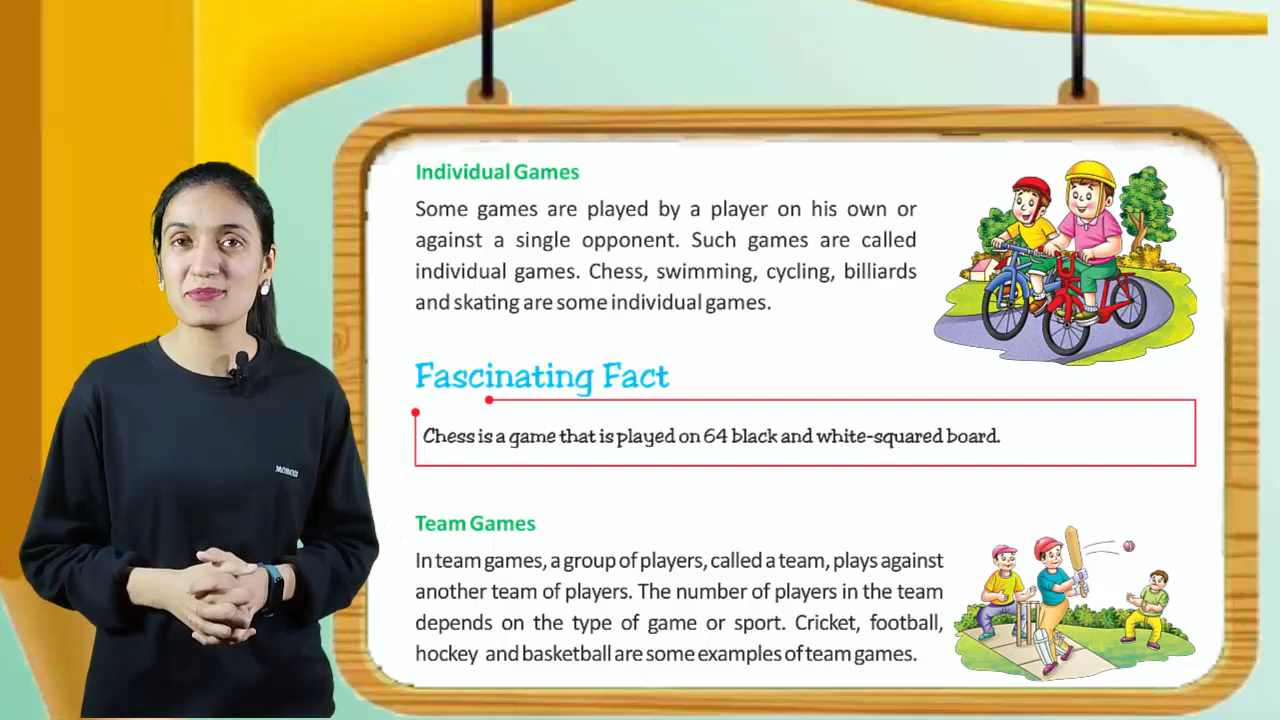 Individual Games
Some games are played by a player on his own or
against a single opponent. Such games are called
individual games. Chess, swimming, cycling, billiards
and skating are some individual games.
Fascinating Fact
Chess is a game that is played on 64 black and white-squared board.
Team Games
In team games, a group of players, called a team, plays against
another team of players. The number of players in the team
depends on the type of game or sport. Cricket, football,
hockey and basketball are some examples of team games.